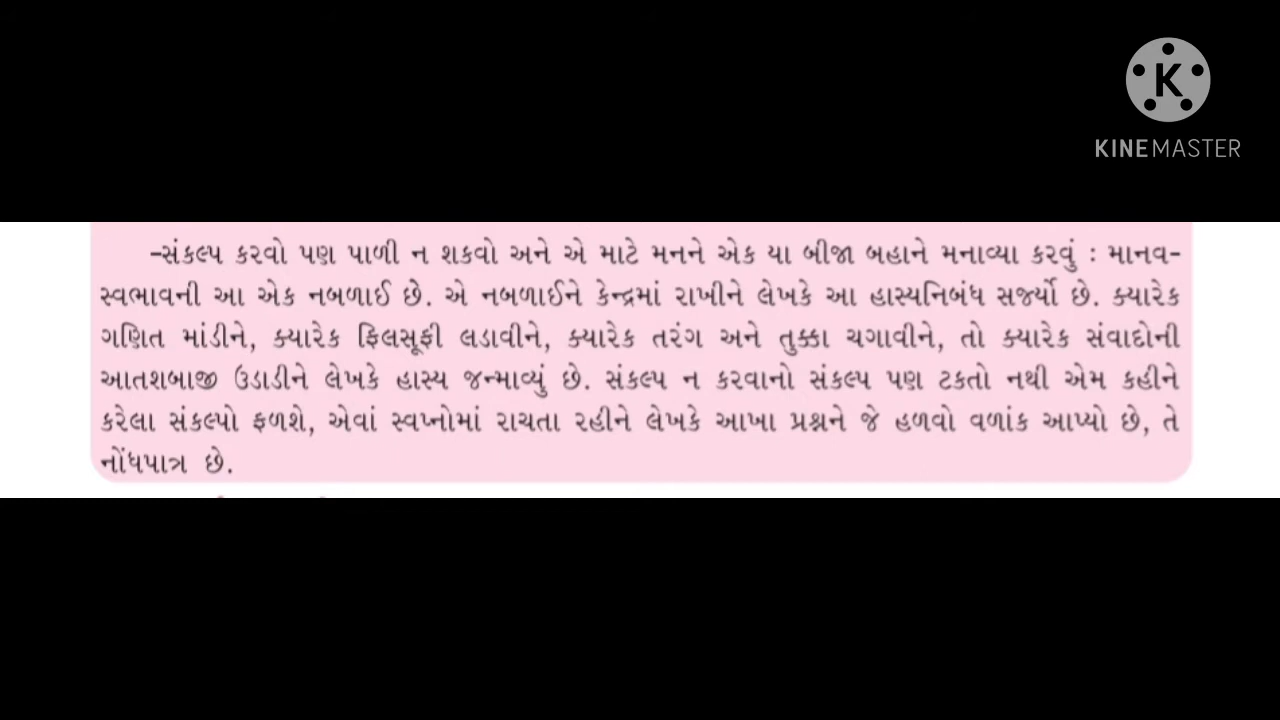 KINEMASTER
–સંકલ્પ કરવો પણ પાળી ન શકવો અને એ માટે મનને એક યા બીજા બહાને મનાવ્યા કરવું : માનવ-
સ્વભાવની આ એક નબળાઈ છે. એ નબળાઈને કેન્દ્રમાં રાખીને લેખકે આ હાસ્યનિબંધ સર્જ્યો છે. ક્યારેક
ગણિત માંડીને, ક્યારેક ફિલસૂફી લડાવીને, ક્યારેક તરંગ અને તુક્કા ચગાવીને, તો ક્યારેક સંવાદોની
આતશબાજી ઉડાડીને લેખકે હાસ્ય જન્માવ્યું છે. સંકલ્પ ન કરવાનો સંકલ્પ પણ ટકતો નથી એમ કહીને
કરેલા સંકલ્પો ફળશે, એવાં સ્વપ્નોમાં રાચતા રહીને લેખકે આખા પ્રશ્નને જે હળવો વળાંક આપ્યો છે, તે
નોંધપાત્ર છે.